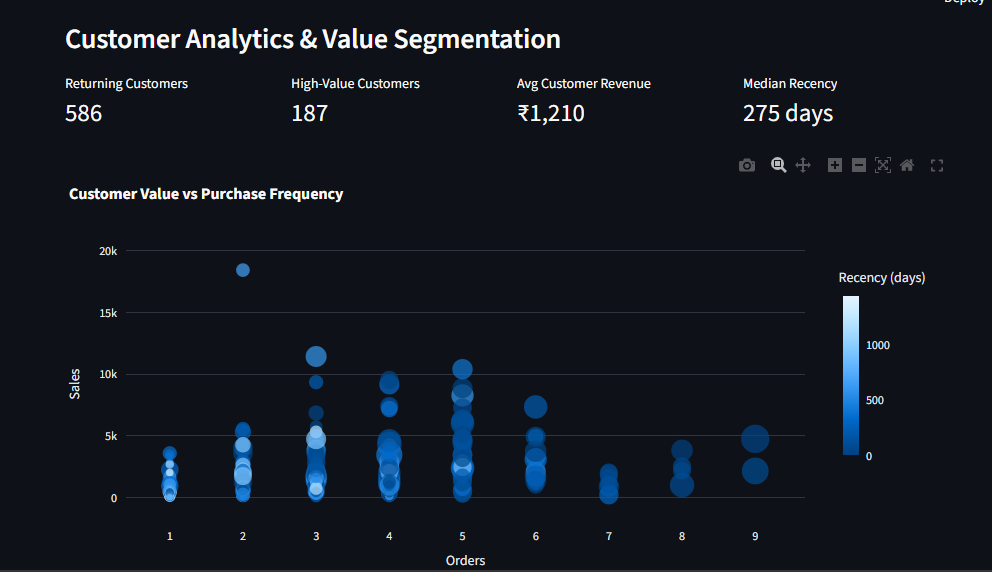 Deploy
Customer Analytics & Value Segmentation
Returning Customers
586
High-Value Customers
187
Avg Customer Revenue
₹1,210
Median Recency
275 days
Customer Value vs Purchase Frequency
20k
15k
10k
5k
0
Sales
1 2 3 4 5 6 7 8 9
Orders
Recency (days)
1000
500
0